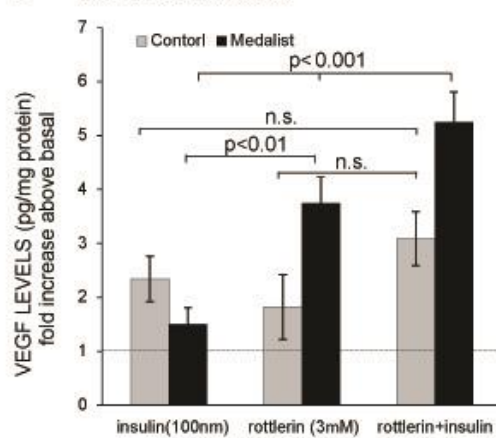 7
Contorl Medalist
p< 0.001
6
n.s.
5
p<0.01
n.s.
4
3
2
1
0
VEGF LEVELS (pg/mg protein)
fold increase above basal
insulin(100nm) rottlerin (3mM) rottlerin+insulin